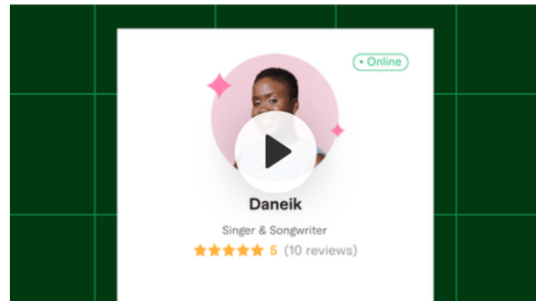 • Online
Daneik
Singer & Songwriter
5 (10 reviews)